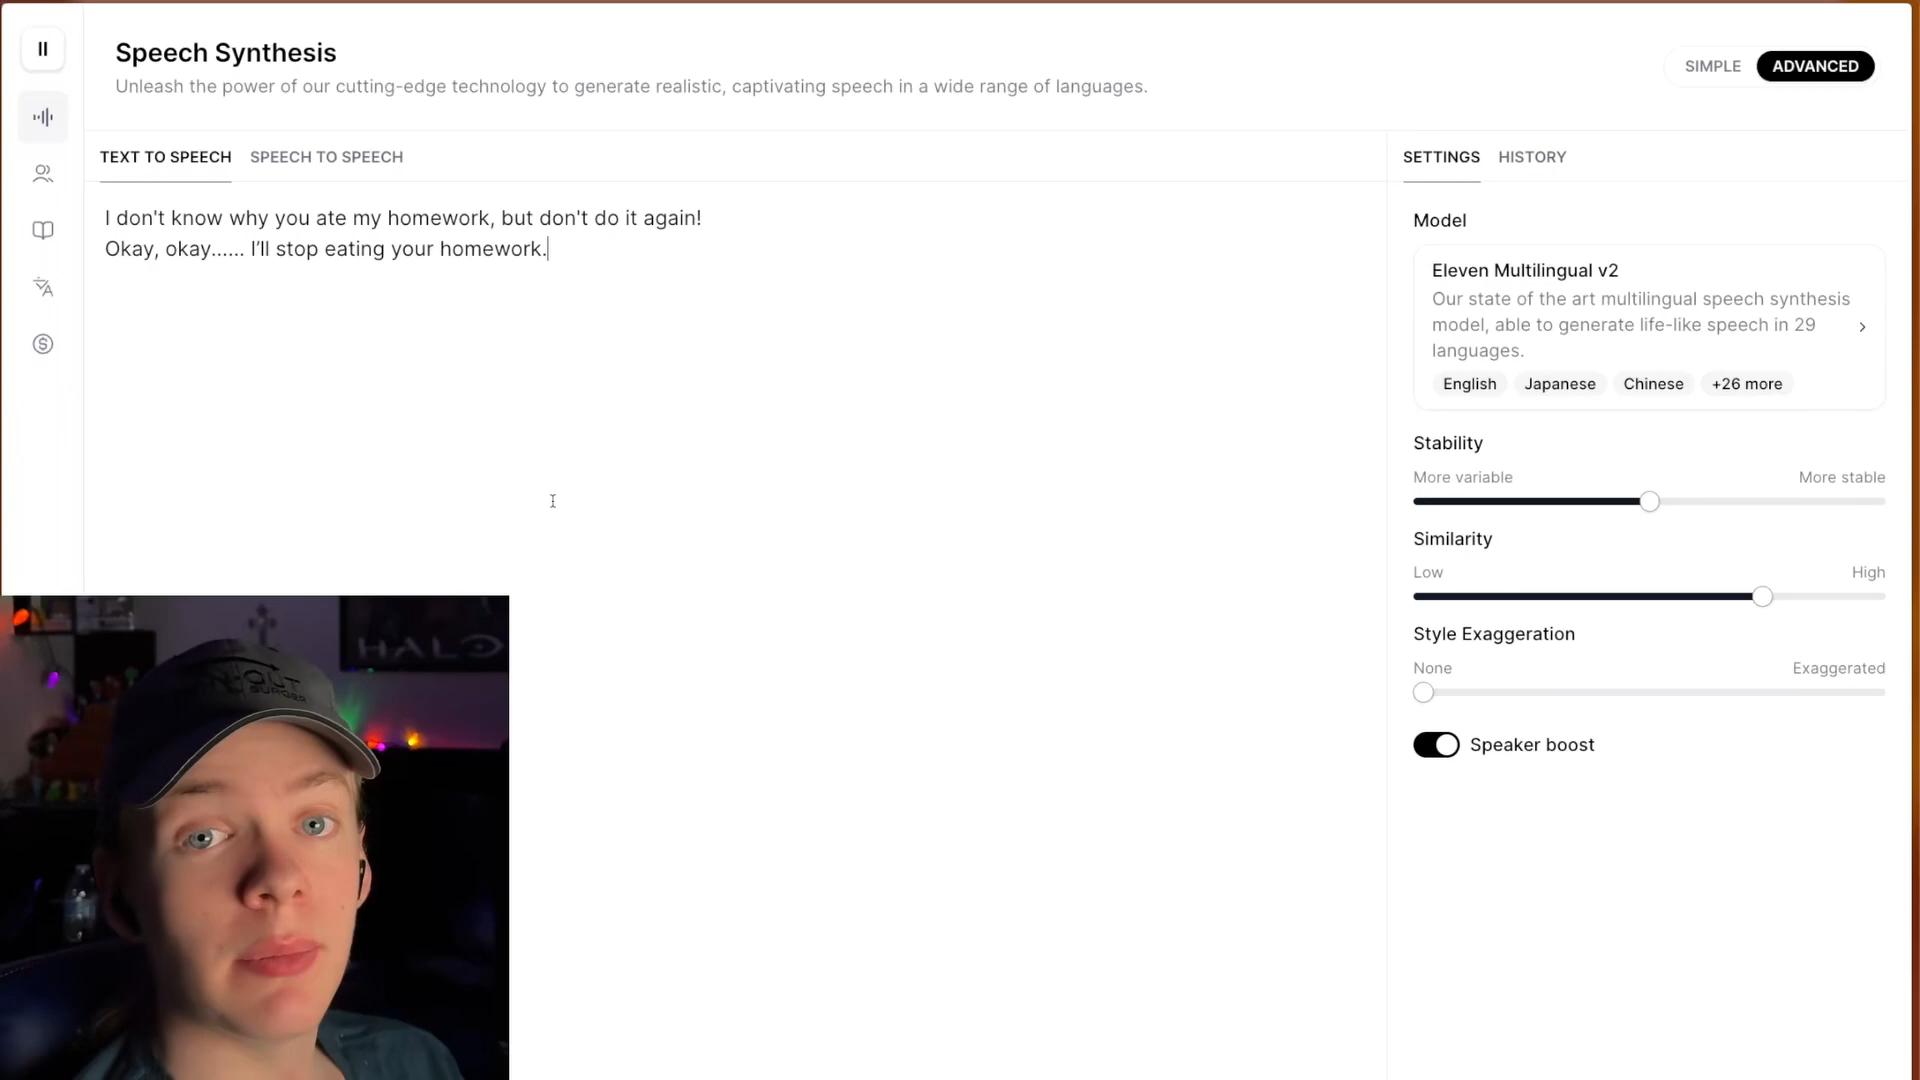 Speech Synthesis
Unleash the power of our cutting-edge technology to generate realistic, captivating speech in a wide range of languages.
SIMPLE
ADVANCED
TEXT TO SPEECH
SPEECH TO SPEECH
SETTINGS
HISTORY
I don't know why you ate my homework, but don't do it again!
Okay, okay...... I'll stop eating your homework.
Model
Eleven Multilingual v2
Our state of the art multilingual speech synthesis
model, able to generate life-like speech in 29
languages.
English
Japanese
Chinese
+26 more
Stability
More variable
More stable
Similarity
Low
High
Style Exaggeration
None
Exaggerated
Speaker boost
HALO
N-OUT
BURGER